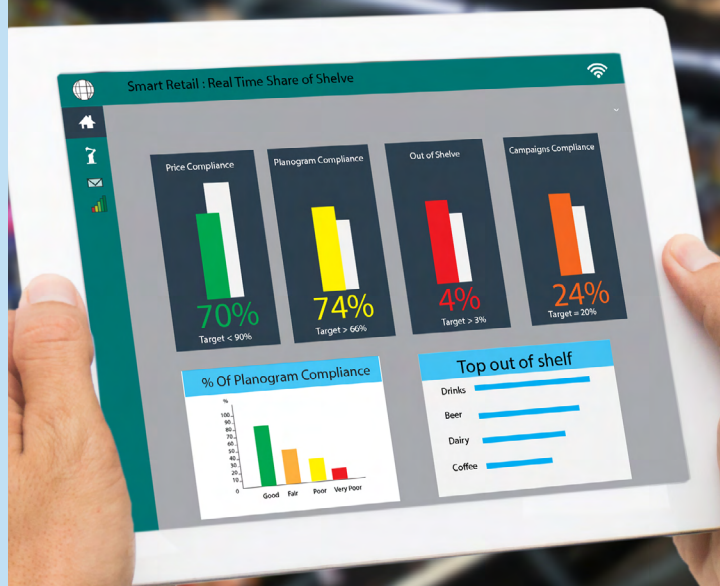 Smart Retail : Real Time Share of Shelve
Price Compliance
70%
Target < 90%
Planogram Compliance
74%
Target > 66%
Out of Shelve
4%
Target > 3%
Campaigns Compliance
24%
Target = 20%
% Of Planogram Compliance
%
100
90
80
70
60
50
40
30
20
10
0
Good Fair Poor Very Poor
Top out of shelf
Drinks
Beer
Dairy
Coffee